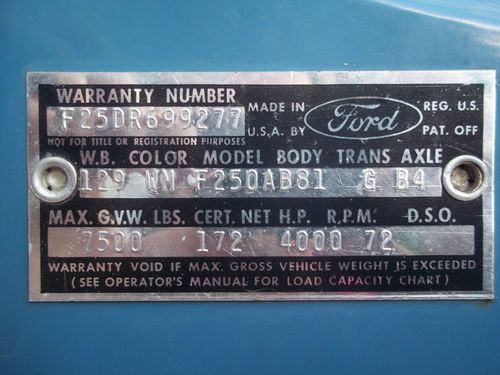 WARRANTY NUMBER
MADE IN
REG. U.S.
F25DR699277
U.S.A. BY
Ford
PAT. OFF
NOT FOR TITLE OR REGISTRATION PURPOSES
W.B. COLOR MODEL BODY TRANS AXLE
129 WM F250AB81 G B4
MAX. G.V.W. LBS. CERT. NET H.P. R.P.M. D.S.O.
7500 172 4000 72
WARRANTY VOID IF MAX. GROSS VEHICLE WEIGHT IS EXCEEDED
(SEE OPERATOR'S MANUAL FOR LOAD CAPACITY CHART)